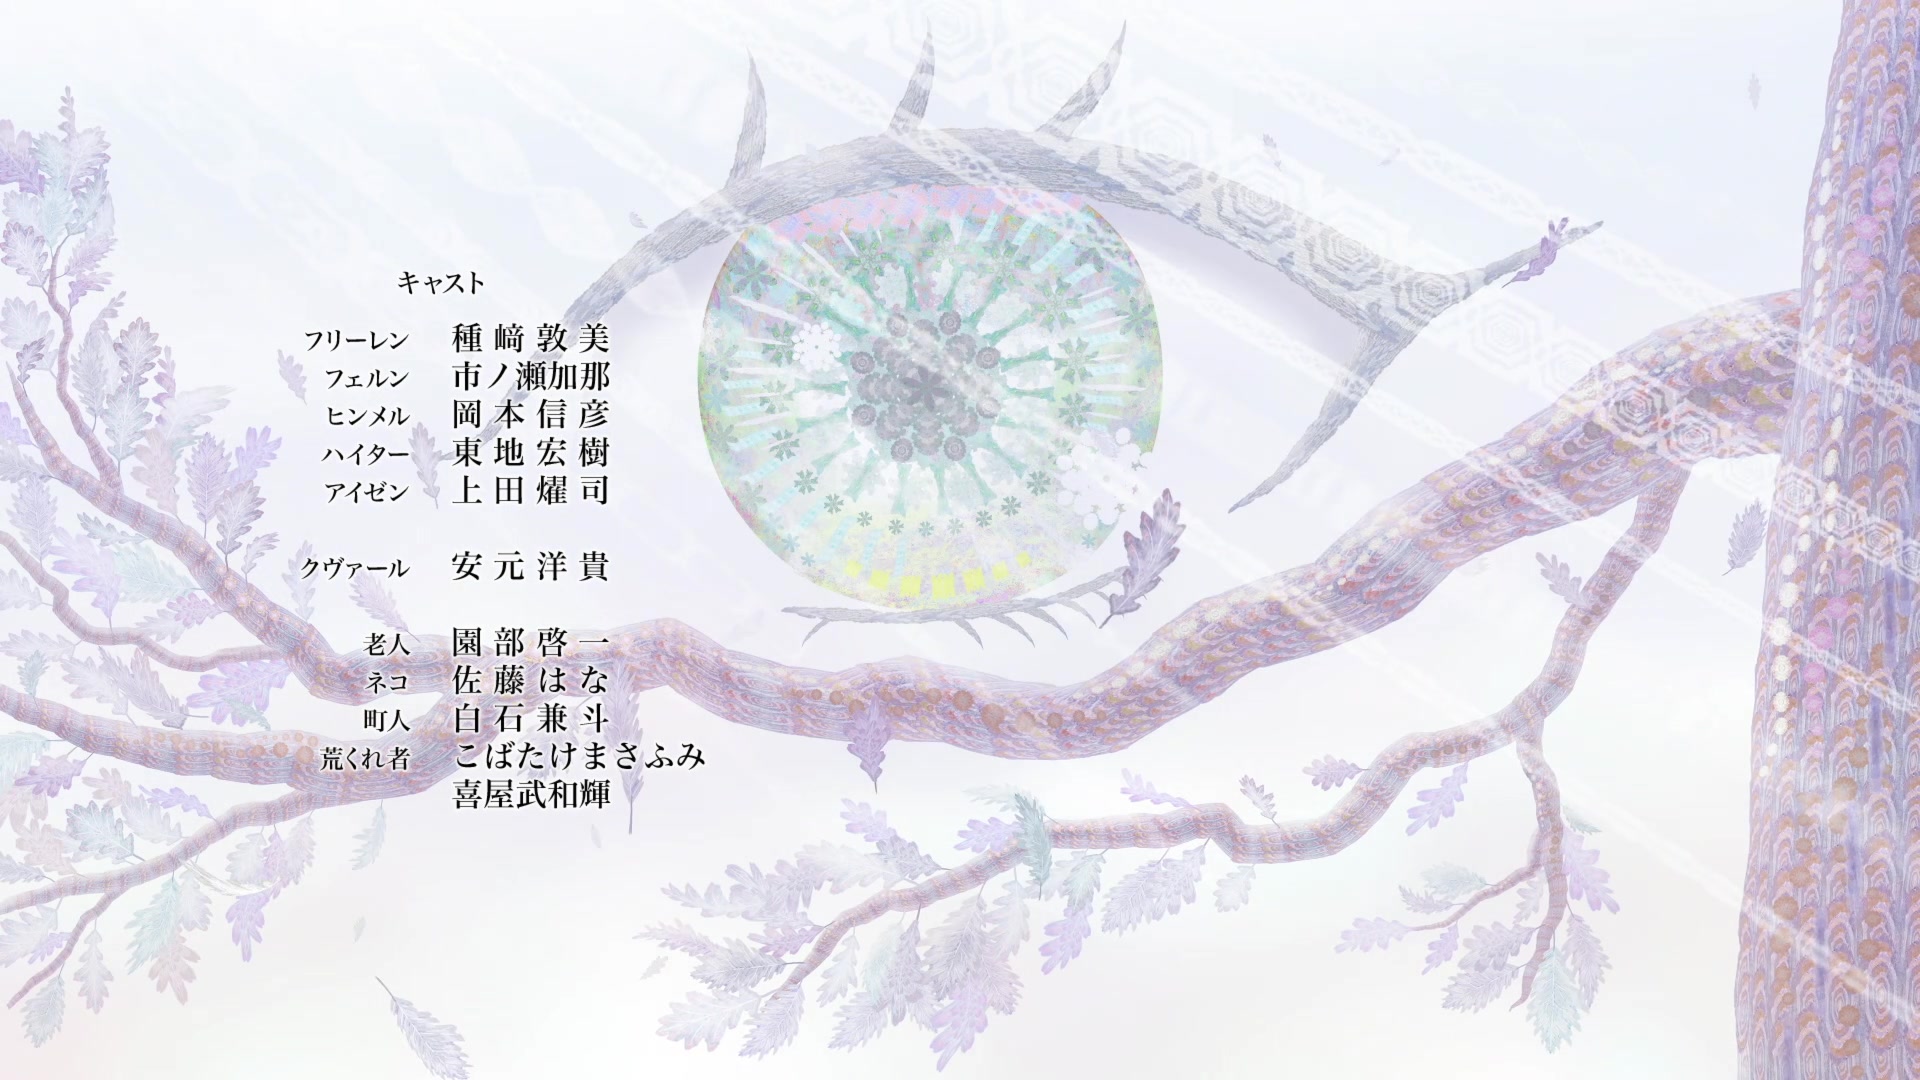 キャスト
フリーレン 種﨑敦美
フェルン 市ノ瀬加那
ヒンメル 岡本信彦
ハイター 東地宏樹
アイゼン 上田燿司
クヴァール 安元洋貴
老人 園部啓一
ネコ 佐藤はな
町人 白石兼斗
荒くれ者 こばたけまさふみ
喜屋武和輝